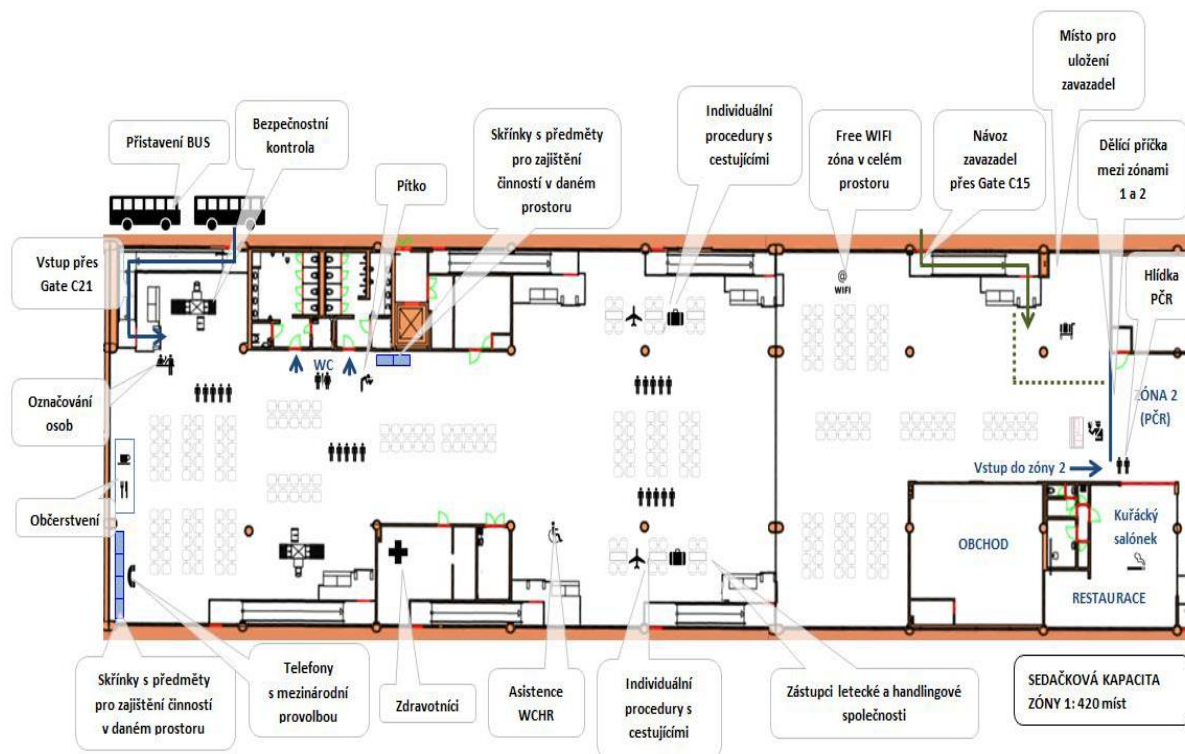 Místo pro
uložení
zavazadel
Přistavení BUS
Bezpečnostní
kontrola
Skřínky s předměty
pro zajištění
činností v daném
prostoru
Individuální
procedury s
cestujícími
Free WIFI
zóna v celém
prostoru
Návoz
zavazadel
přes Gate C15
Dělící příčka
mezi zónami
1 a 2
Pítko
Vstup přes
Gate C21
Hlídka
PČR
@
WIFI
WC
Označování
osob
ZÓNA 2
(PČR)
Vstup do zóny 2
Občerstvení
Kuřácký
salónek
OBCHOD
RESTAURACE
Skřínky s předměty
pro zajištění činností
v daném prostoru
Telefony
s mezinárodní
provolbou
Zdravotníci
Asistence
WCHR
Individuální
procedury s
cestujícími
Zástupci letecké a handlingové
společnosti
SEDAČKOVÁ KAPACITA
ZÓNY 1: 420 míst